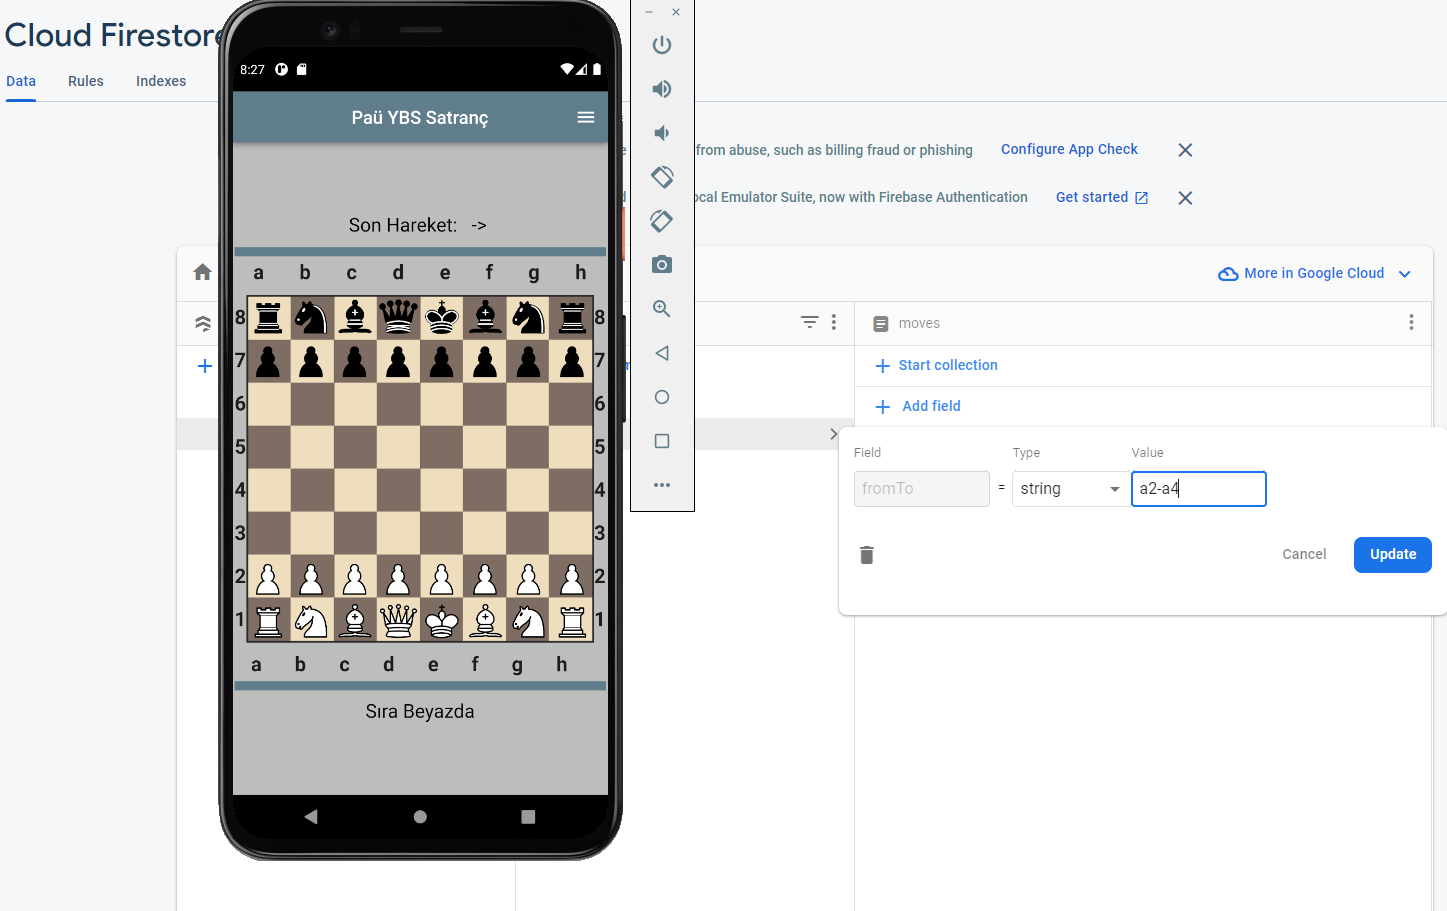 Cloud Firestore
Data Rules Indexes
8:27
Paü YBS Satranç
from abuse, such as billing fraud or phishing Configure App Check
ocal Emulator Suite, now with Firebase Authentication Get started
Son Hareket: ->
a b c d e f g h
8 8
7 7
6 6
5 5
4 4
3 3
2 2
1 1
a b c d e f g h
Sıra Beyazda
More in Google Cloud
moves
Start collection
Add field
Field Type Value
fromTo = string a2-a4
Cancel Update